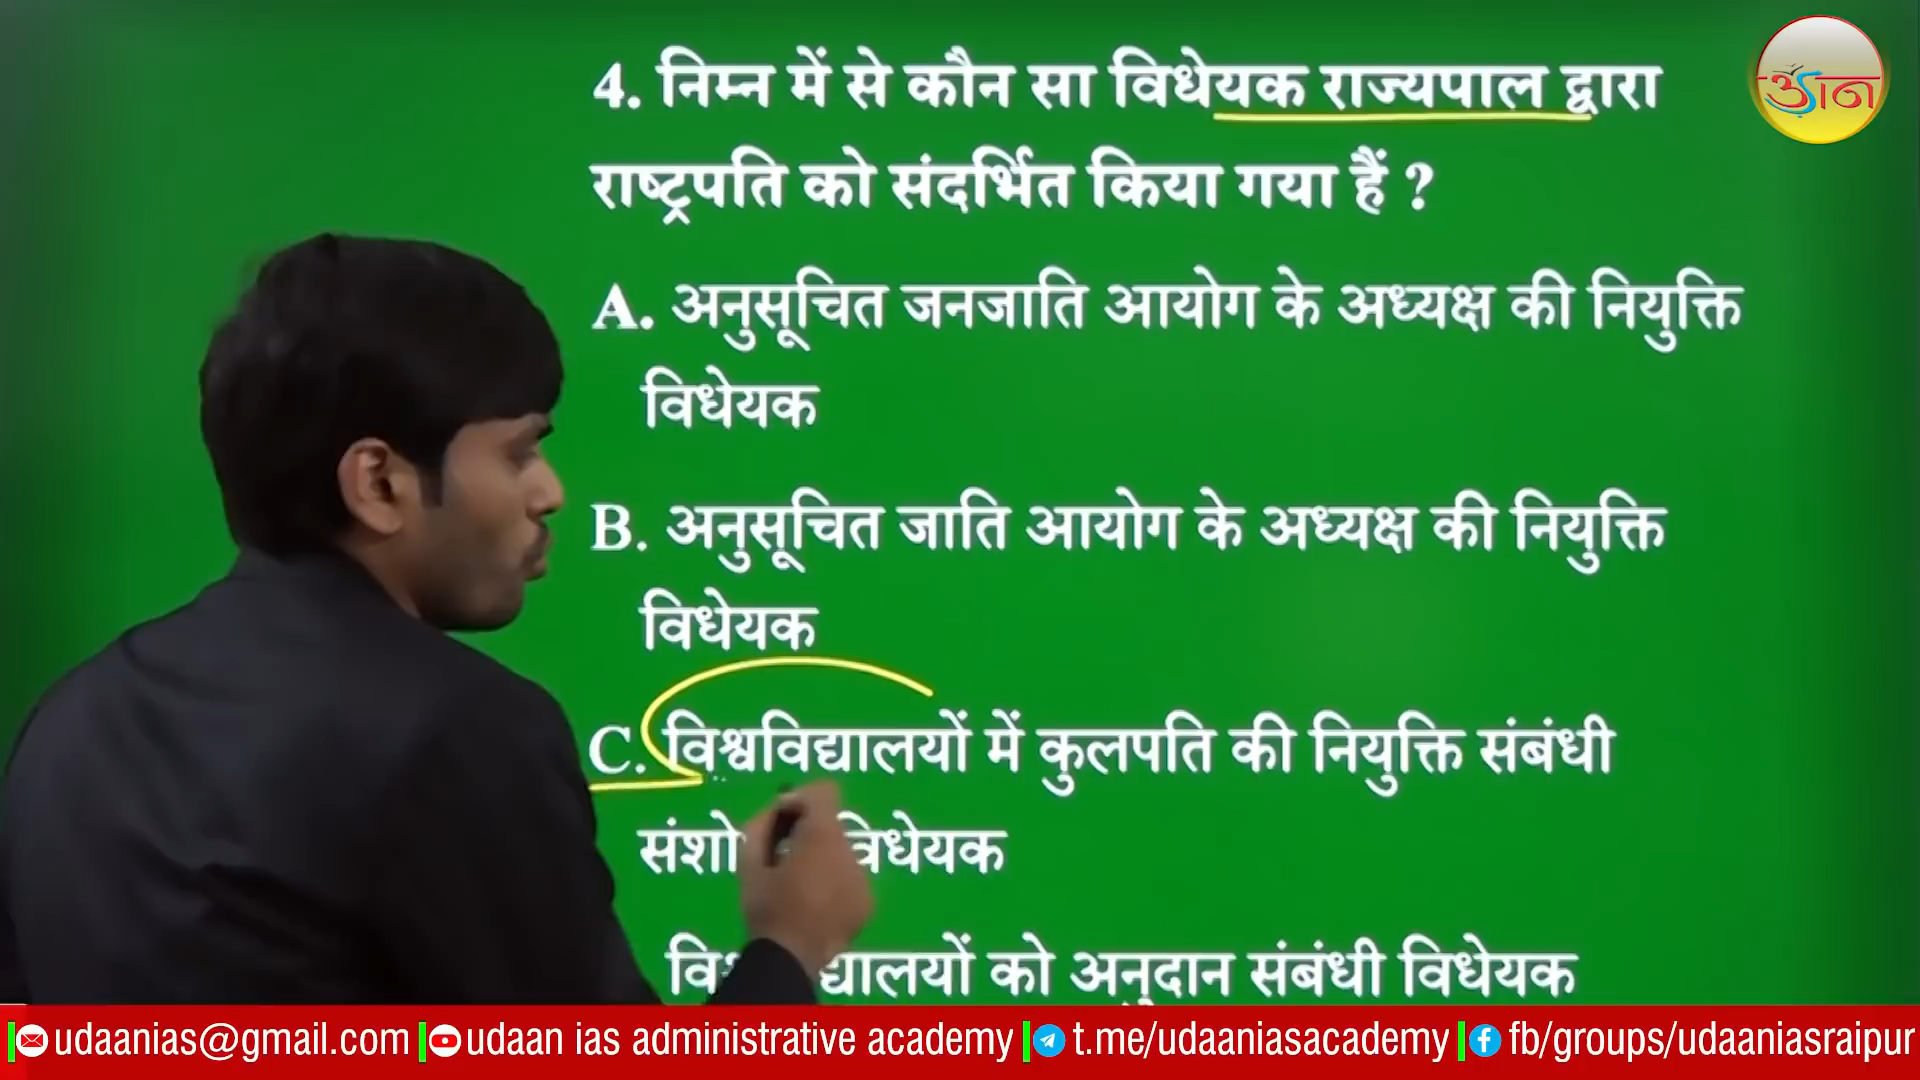 उड़ान
4. निम्न में से कौन सा विधेयक राज्यपाल द्वारा
राष्ट्रपति को संदर्भित किया गया हैं ?
A. अनुसूचित जनजाति आयोग के अध्यक्ष की नियुक्ति
विधेयक
B. अनुसूचित जाति आयोग के अध्यक्ष की नियुक्ति
विधेयक
C. विश्वविद्यालयों में कुलपति की नियुक्ति संबंधी
विधेयक
को अनुदान संबंधी विधेयक
udaanias@gmail.com udaan ias administrative academy t.me/udaaniasacademy fb/groups/udaaniasraipur